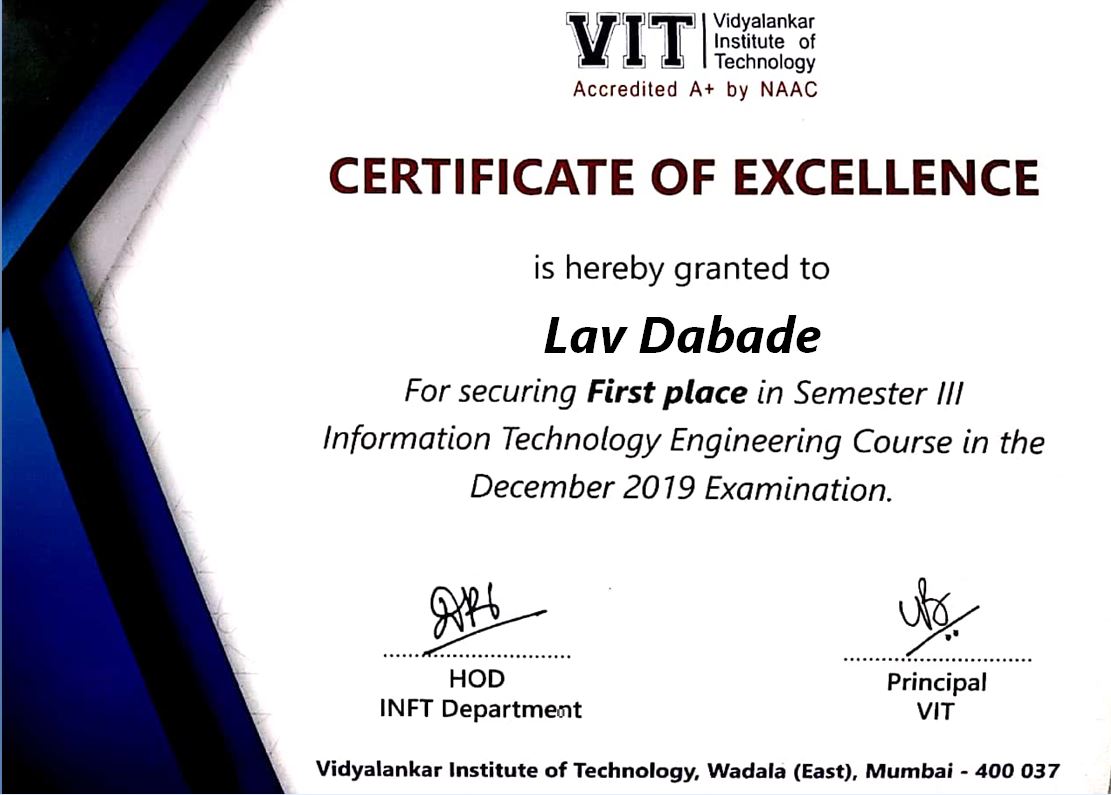 VIT
Vidyalankar
Institute of
Technology
Accredited A+ by NAAC
CERTIFICATE OF EXCELLENCE
is hereby granted to
Lav Dabade
For securing First place in Semester III
Information Technology Engineering Course in the
December 2019 Examination.
HOD
INFT Department
Principal
VIT
Vidyalankar Institute of Technology, Wadala (East), Mumbai - 400 037